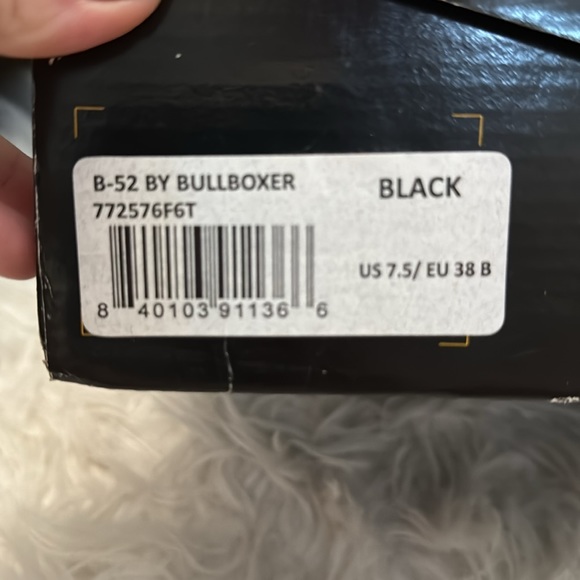 B-52 BY BULLBOXER
772576F6T
BLACK
US 7.5/ EU 38 B
8 40103 91136 6